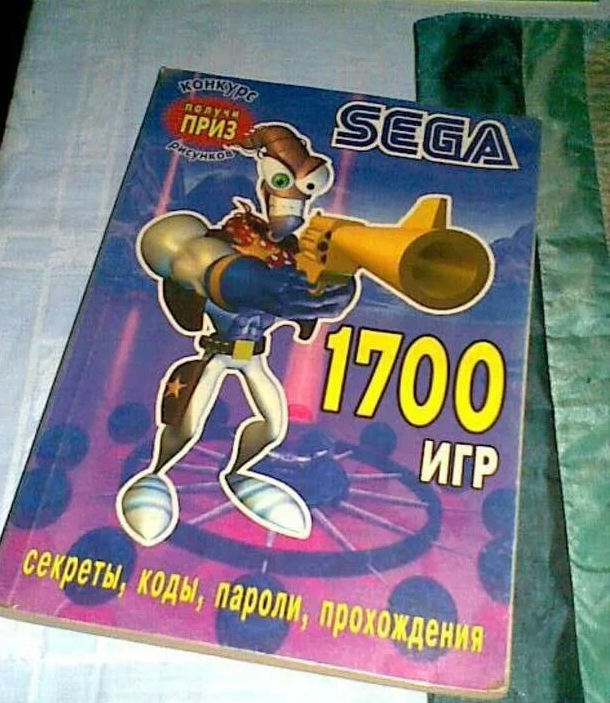 конкурс
получи
ПРИЗ
рисунков
SEGA
1700
ИГР
секреты, коды, пароли, прохождения